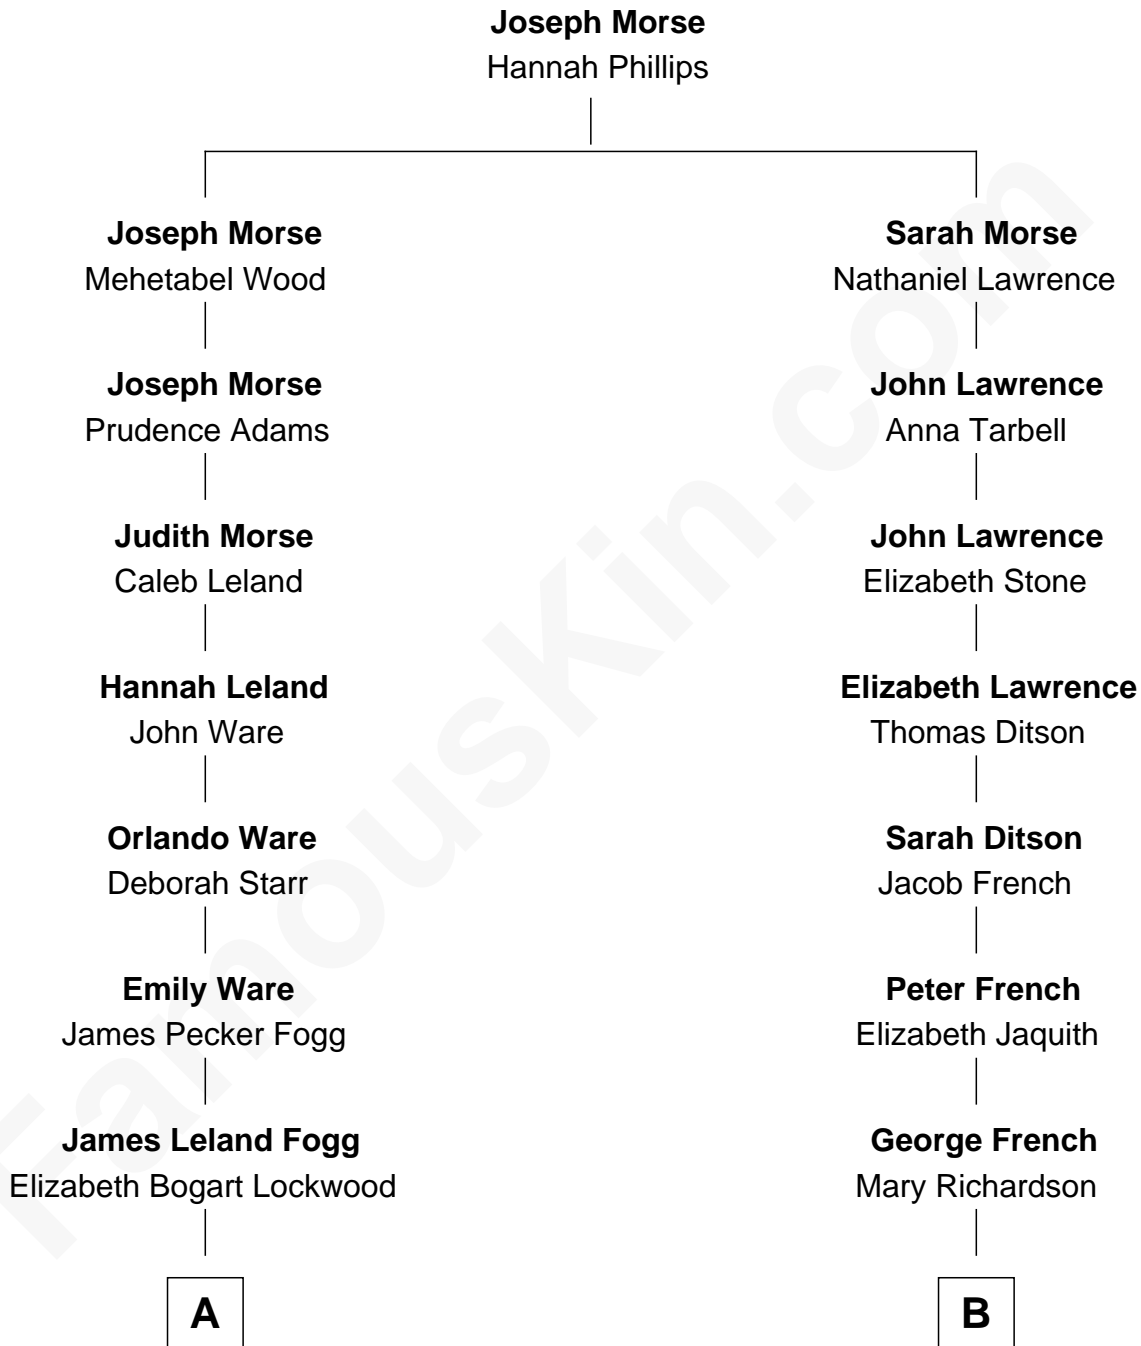 Joseph Morse
Hannah Phillips
Joseph Morse
Mehetabel Wood
Sarah Morse
Nathaniel Lawrence
Joseph Morse
Prudence Adams
John Lawrence
Anna Tarbell
Judith Morse
Caleb Leland
John Lawrence
Elizabeth Stone
Hannah Leland
John Ware
Elizabeth Lawrence
Thomas Ditson
Orlando Ware
Deborah Starr
Sarah Ditson
Jacob French
Emily Ware
James Pecker Fogg
Peter French
Elizabeth Jaquith
James Leland Fogg
Elizabeth Bogart Lockwood
George French
Mary Richardson
A
B
FamousKin.com